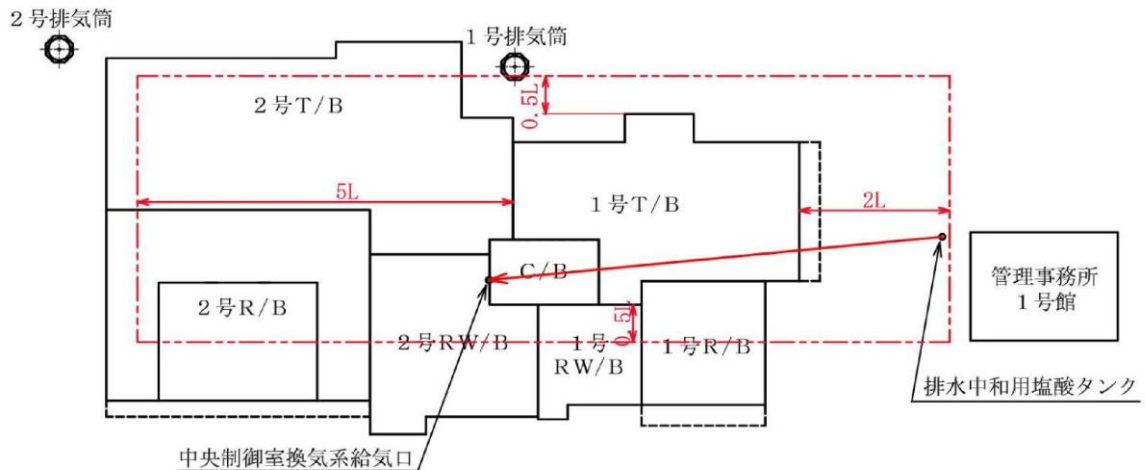 ２号排気筒
１号排気筒
２号Ｔ/Ｂ
0.5L
5L
１号Ｔ/Ｂ
2L
Ｃ/Ｂ
管理事務所
１号館
２号Ｒ/Ｂ
２号ＲＷ/Ｂ
0.5L
１号
ＲＷ/Ｂ
１号Ｒ/Ｂ
排水中和用塩酸タンク
中央制御室換気系給気口